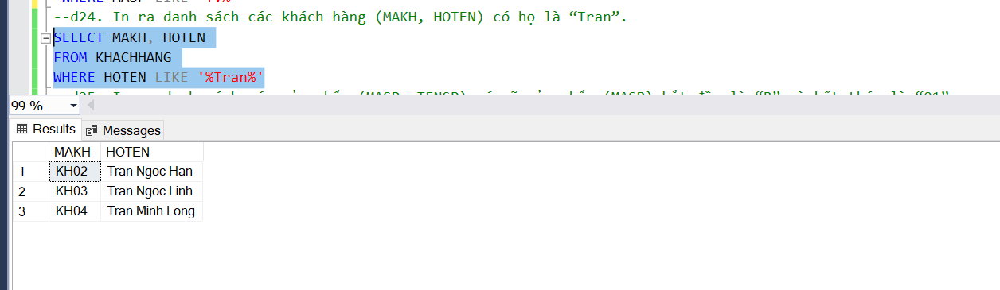 --d24. In ra danh sách các khách hàng (MAKH, HOTEN) có họ là “Tran”.
SELECT MAKH, HOTEN
FROM KHACHHANG
WHERE HOTEN LIKE '%Tran%'
99 %
Results Messages
MAKH HOTEN
1 KH02 Tran Ngoc Han
2 KH03 Tran Ngoc Linh
3 KH04 Tran Minh Long